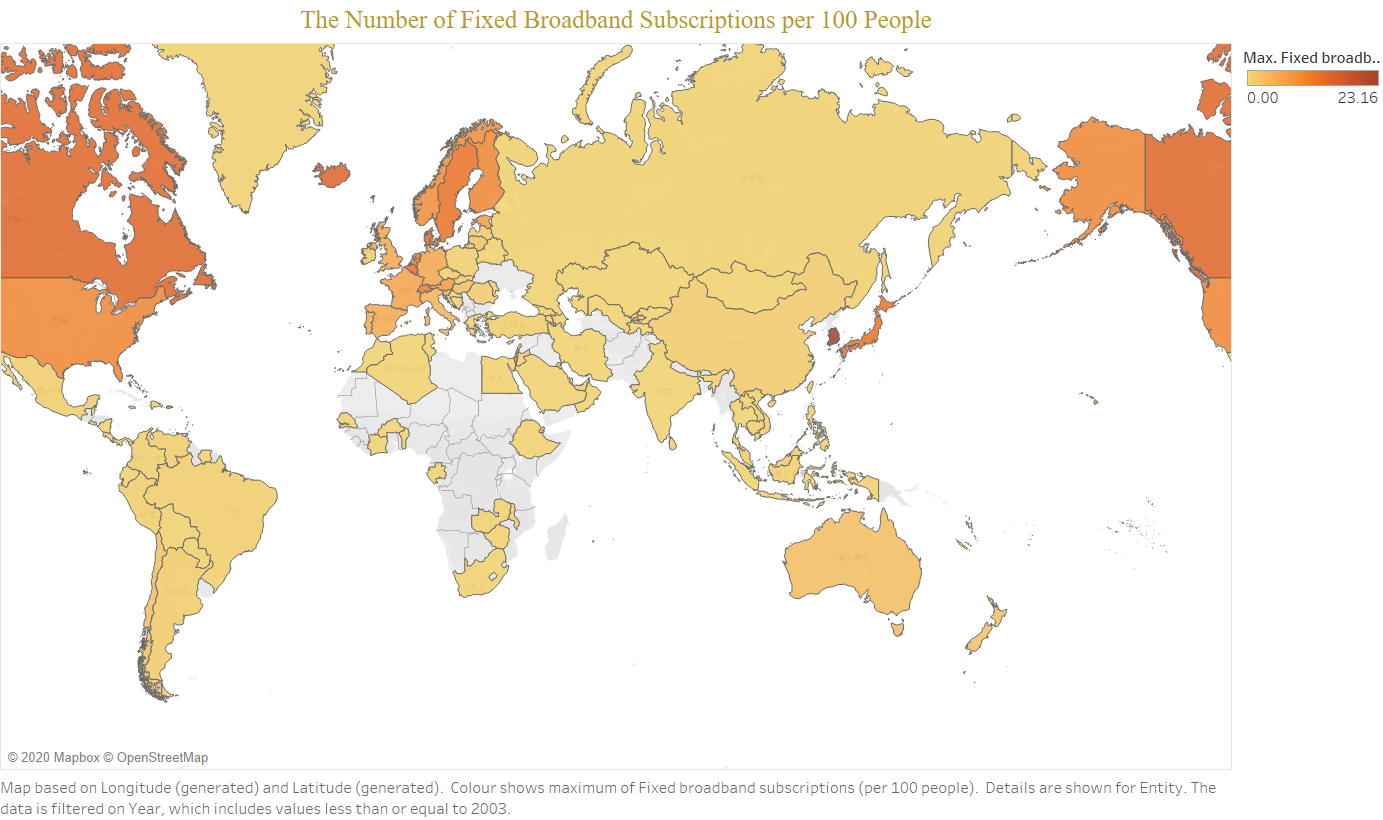 The Number of Fixed Broadband Subscriptions per 100 People
Max. Fixed broadb..
0.00 23.16
© 2020 Mapbox © OpenStreetMap
Map based on Longitude (generated) and Latitude (generated). Colour shows maximum of Fixed broadband subscriptions (per 100 people). Details are shown for Entity. The
data is filtered on Year, which includes values less than or equal to 2003.